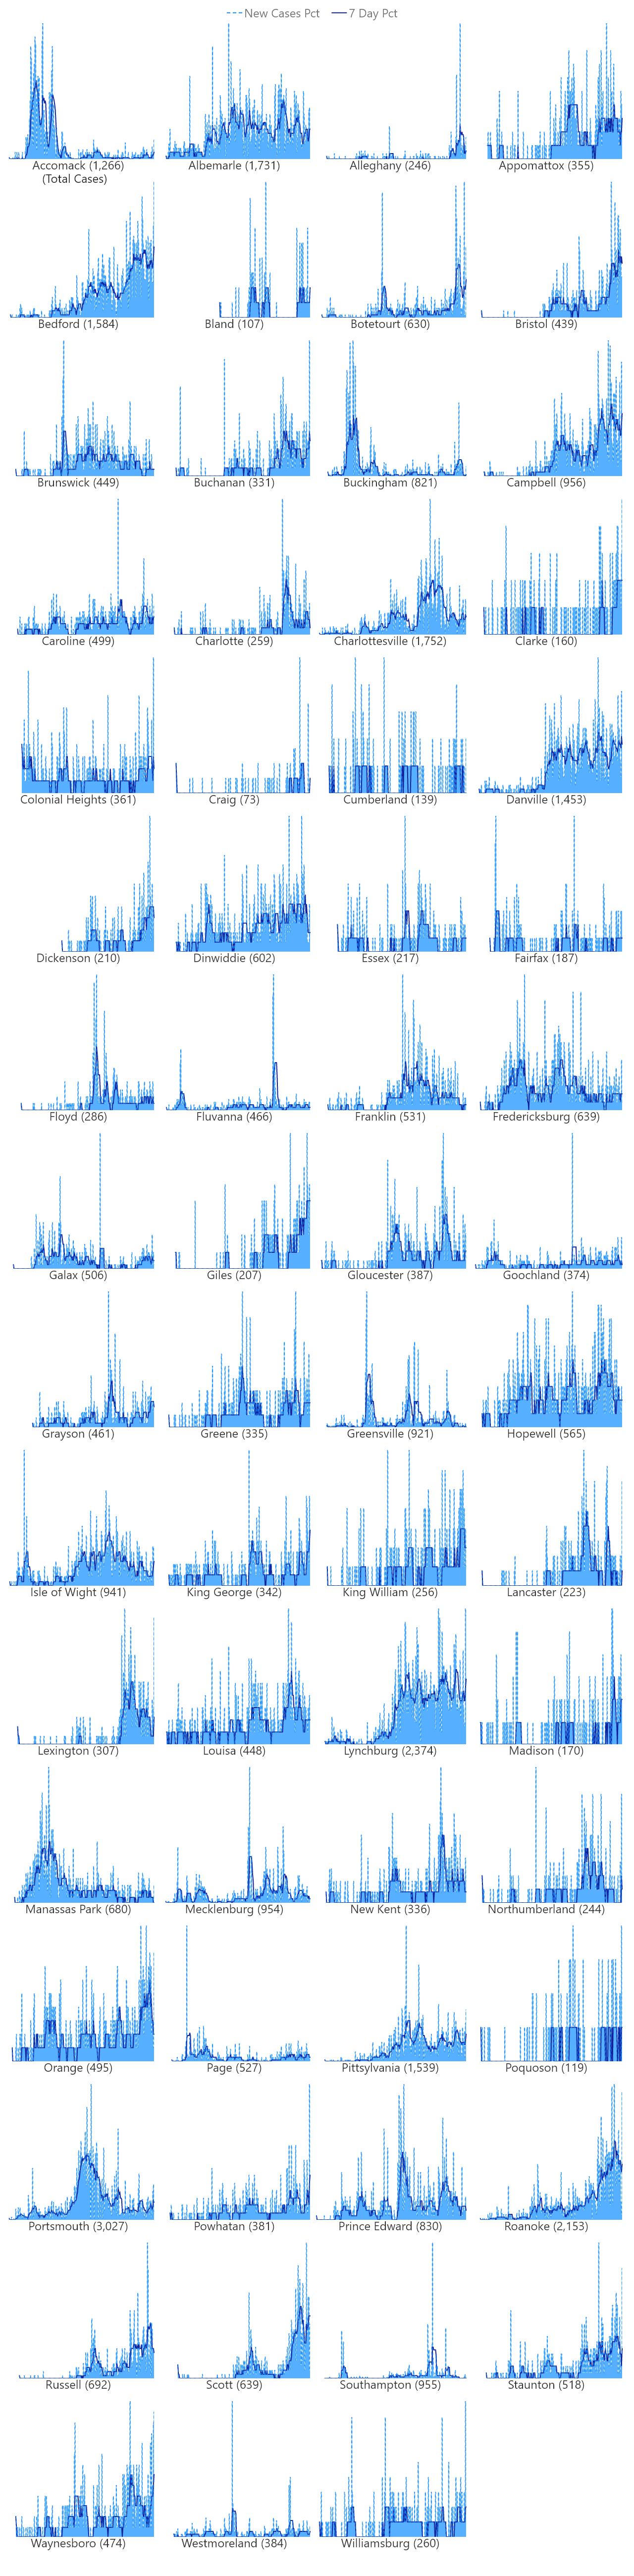 New Cases Pct 7 Day Pct
Accomack (1,266) Albemarle (1,731) Alleghany (246) Appomattox (355)
(Total Cases)
Bedford (1,584) Bland (107) Botetourt (630) Bristol (439)
Brunswick (449) Buchanan (331) Buckingham (821) Campbell (956)
Caroline (499) Charlotte (259) Charlottesville (1,752) Clarke (160)
Colonial Heights (361) Craig (73) Cumberland (139) Danville (1,453)
Dickenson (210) Dinwiddie (602) Essex (217) Fairfax (187)
Floyd (286) Fluvanna (466) Franklin (531) Fredericksburg (639)
Galax (506) Giles (207) Gloucester (387) Goochland (374)
Grayson (461) Greene (335) Greensville (921) Hopewell (565)
Isle of Wight (941) King George (342) King William (256) Lancaster (223)
Lexington (307) Louisa (448) Lynchburg (2,374) Madison (170)
Manassas Park (680) Mecklenburg (954) New Kent (336) Northumberland (244)
Orange (495) Page (527) Pittsylvania (1,539) Poquoson (119)
Portsmouth (3,027) Powhatan (381) Prince Edward (830) Roanoke (2,153)
Russell (692) Scott (639) Southampton (955) Staunton (518)
Waynesboro (474) Westmoreland (384) Williamsburg (260)